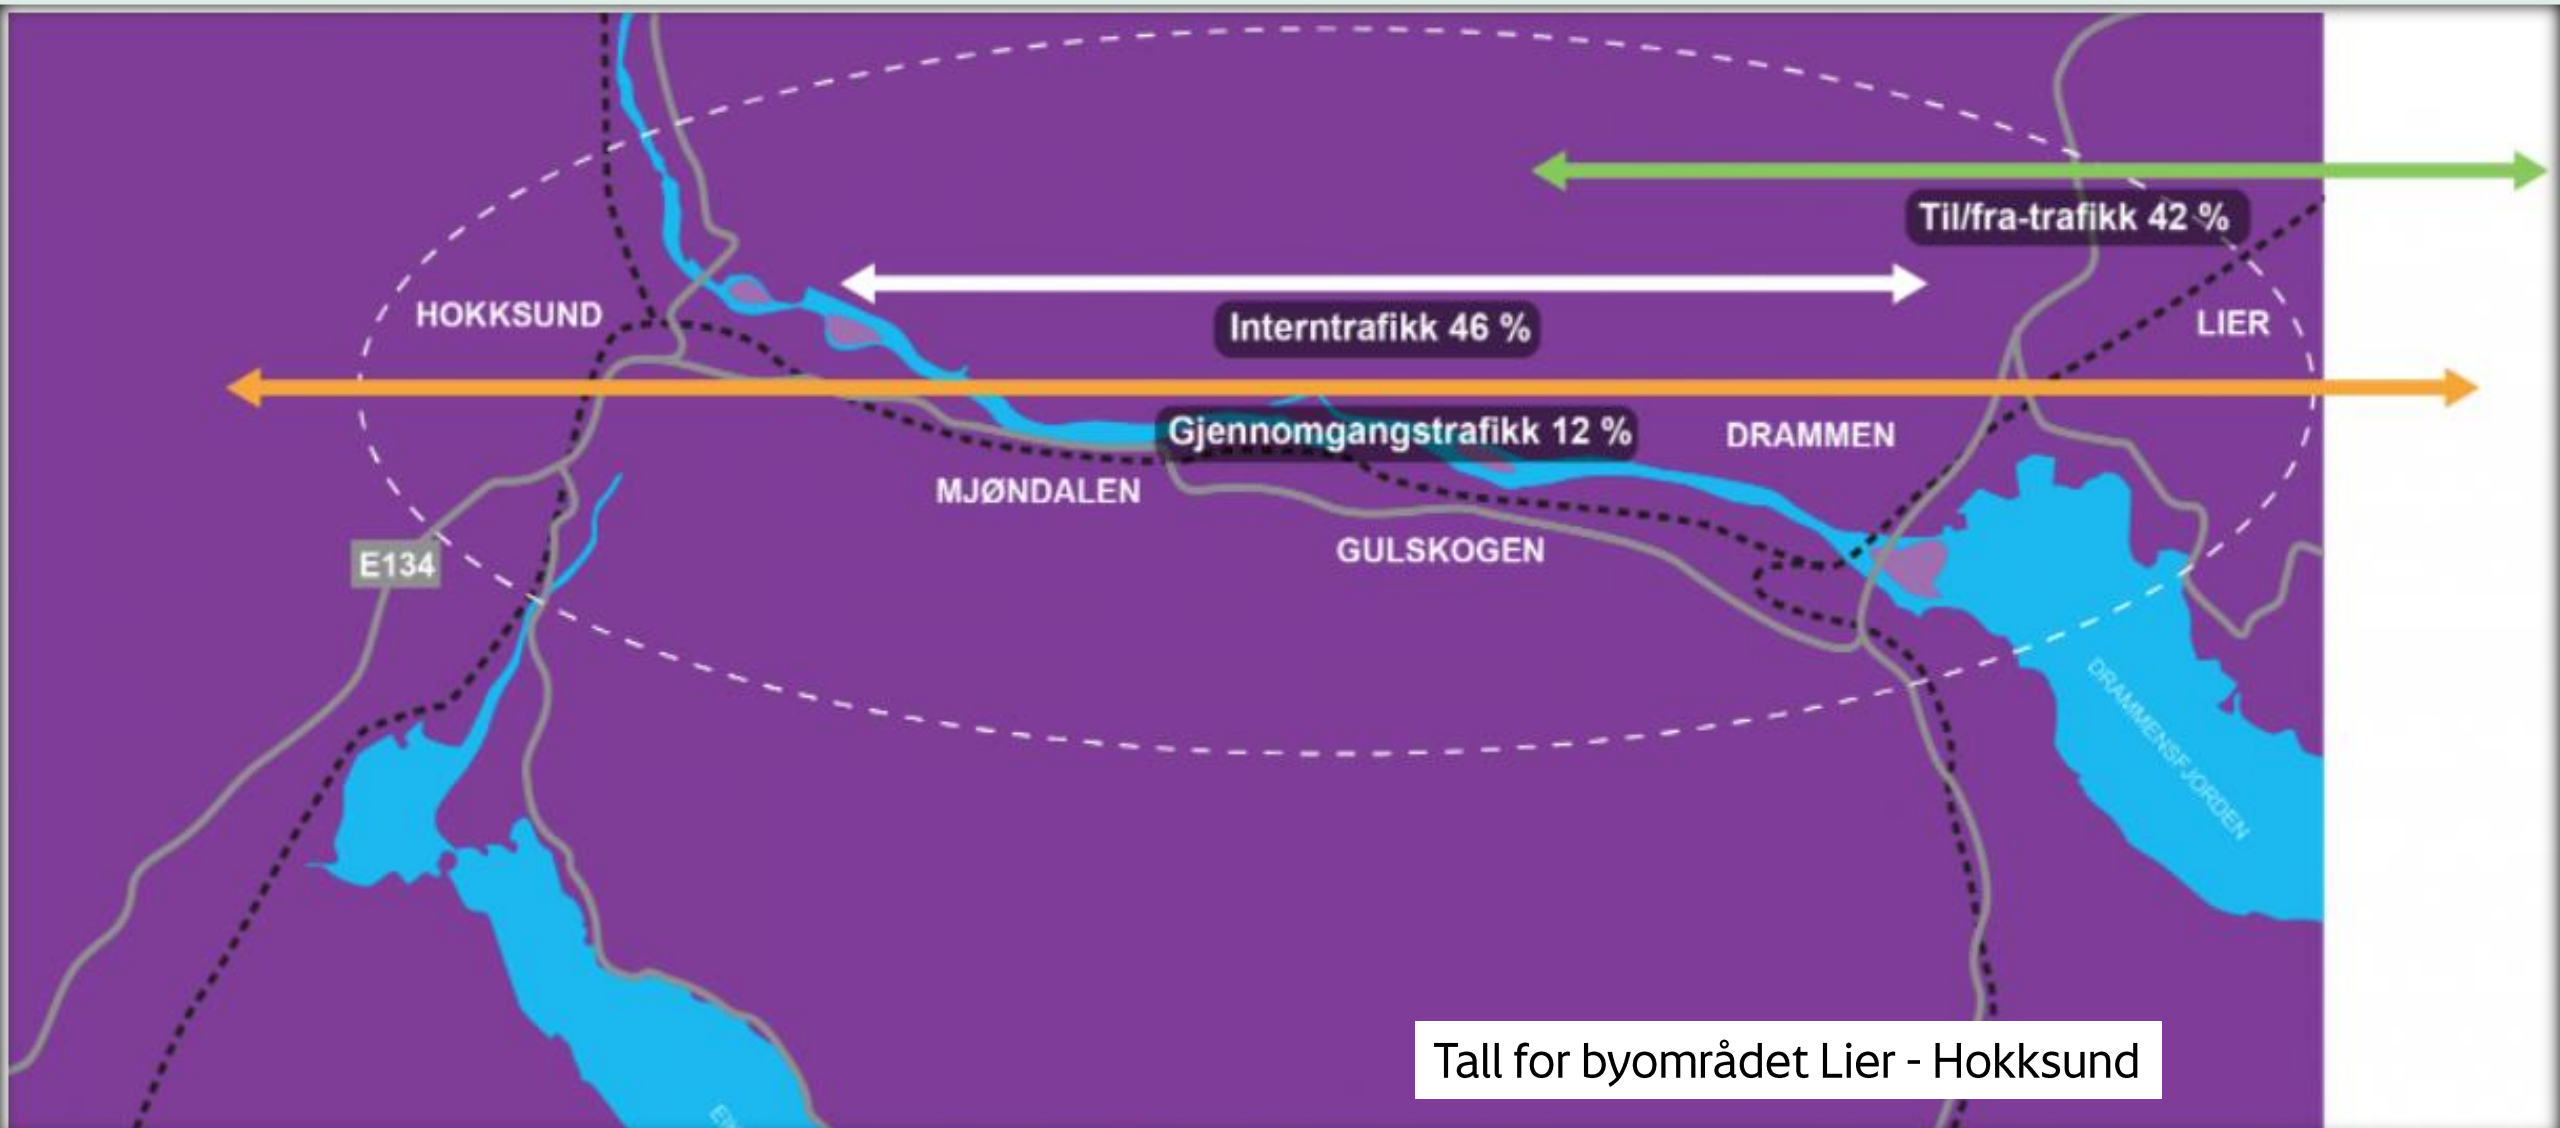 Til/fra-trafikk 42 %
HOKKSUND
Interntrafikk 46 %
LIER
Gjennomgangstrafikk 12 %
DRAMMEN
MJØNDALEN
GULSKOGEN
E134
DRAMMENSFJORDEN
Tall for byområdet Lier - Hokksund